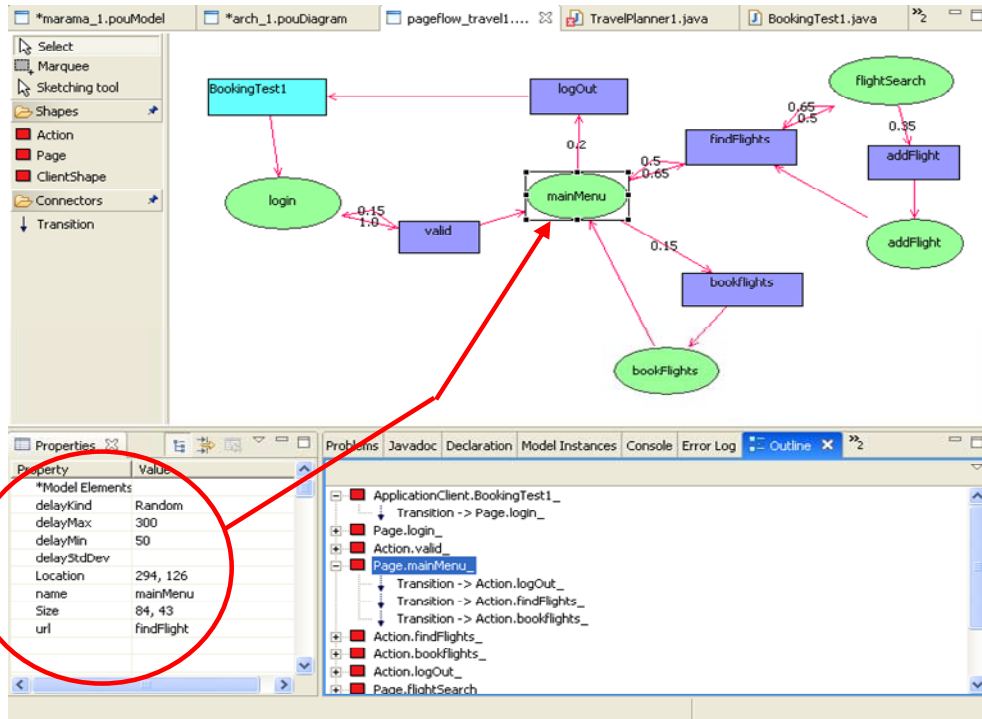 *marama_1.pouModel
*arch_1.pouDiagram
pageflow_travel1....
TravelPlanner1.java
BookingTest1.java
»2
Select
Marquee
Sketching tool
Shapes
Action
Page
ClientShape
Connectors
Transition
BookingTest1
logOut
flightSearch
0.65
0.5
0.35
findFlights
addFlight
0.2
0.5
0.65
mainMenu
login
0.15
1.0
valid
addFlight
0.15
bookflights
bookFlights
Properties
Property Value
*Model Elements
delayKind Random
delayMax 300
delayMin 50
delayStdDev
Location 294, 126
name mainMenu
Size 84, 43
url findFlight
Problems Javadoc Declaration Model Instances Console Error Log Outline »2
ApplicationClient.BookingTest1_
Transition -> Page.login_
Page.login_
Action.valid_
Page.mainMenu_
Transition -> Action.logOut_
Transition -> Action.findFlights_
Transition -> Action.bookflights_
Action.findFlights_
Action.bookflights_
Action.logOut_
Page.flightSearch